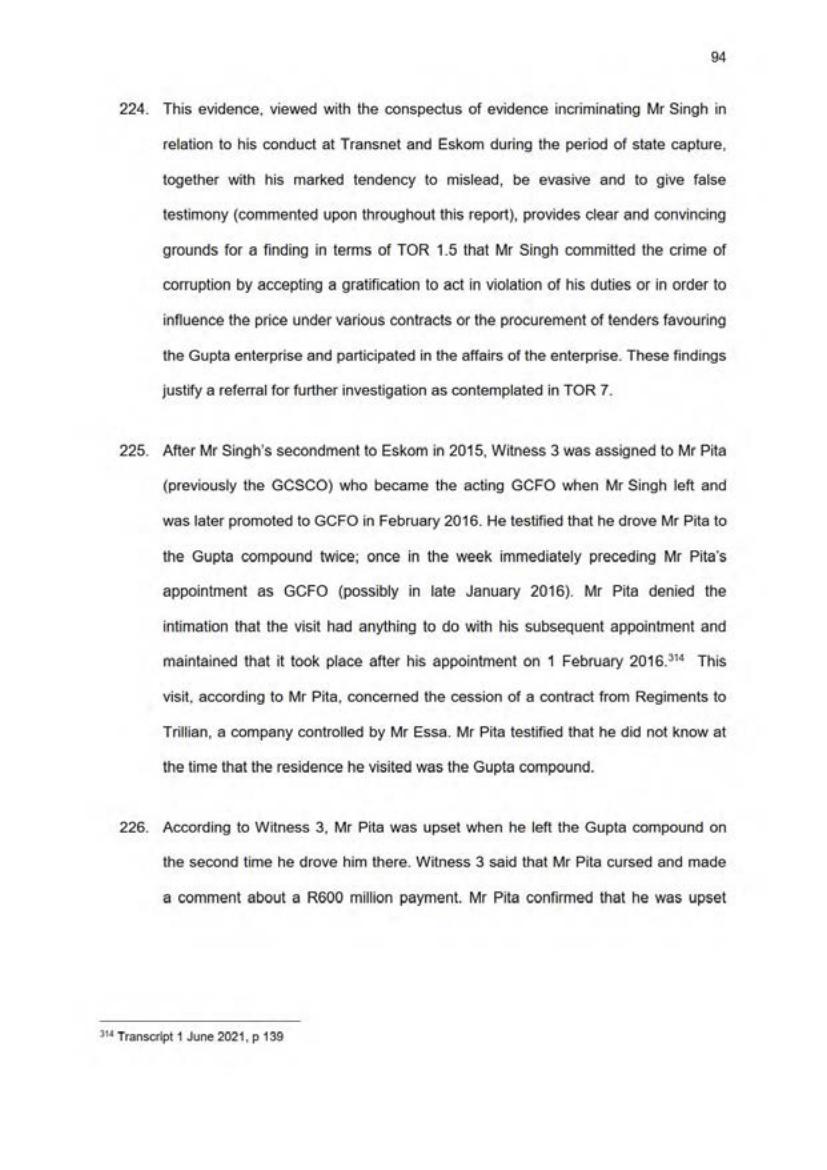 94
224. This evidence, viewed with the conspectus of evidence incriminating Mr Singh in
relation to his conduct at Transnet and Eskom during the period of state capture,
together with his marked tendency to mislead, be evasive and to give false
testimony (commented upon throughout this report), provides clear and convincing
grounds for a finding in terms of TOR 1.5 that Mr Singh committed the crime of
corruption by accepting a gratification to act in violation of his duties or in order to
influence the price under various contracts or the procurement of tenders favouring
the Gupta enterprise and participated in the affairs of the enterprise. These findings
justify a referral for further investigation as contemplated in TOR 7.
225. After Mr Singh's secondment to Eskom in 2015, Witness 3 was assigned to Mr Pita
(previously the GCSCO) who became the acting GCFO when Mr Singh left and
was later promoted to GCFO in February 2016. He testified that he drove Mr Pita to
the Gupta compound twice; once in the week immediately preceding Mr Pita's
appointment as GCFO (possibly in late January 2016). Mr Pita denied the
intimation that the visit had anything to do with his subsequent appointment and
maintained that it took place after his appointment on 1 February 2016.³¹⁴ This
visit, according to Mr Pita, concerned the cession of a contract from Regiments to
Trillian, a company controlled by Mr Essa. Mr Pita testified that he did not know at
the time that the residence he visited was the Gupta compound.
226. According to Witness 3, Mr Pita was upset when he left the Gupta compound on
the second time he drove him there. Witness 3 said that Mr Pita cursed and made
a comment about a R600 million payment. Mr Pita confirmed that he was upset
³¹⁴ Transcript 1 June 2021, p 139